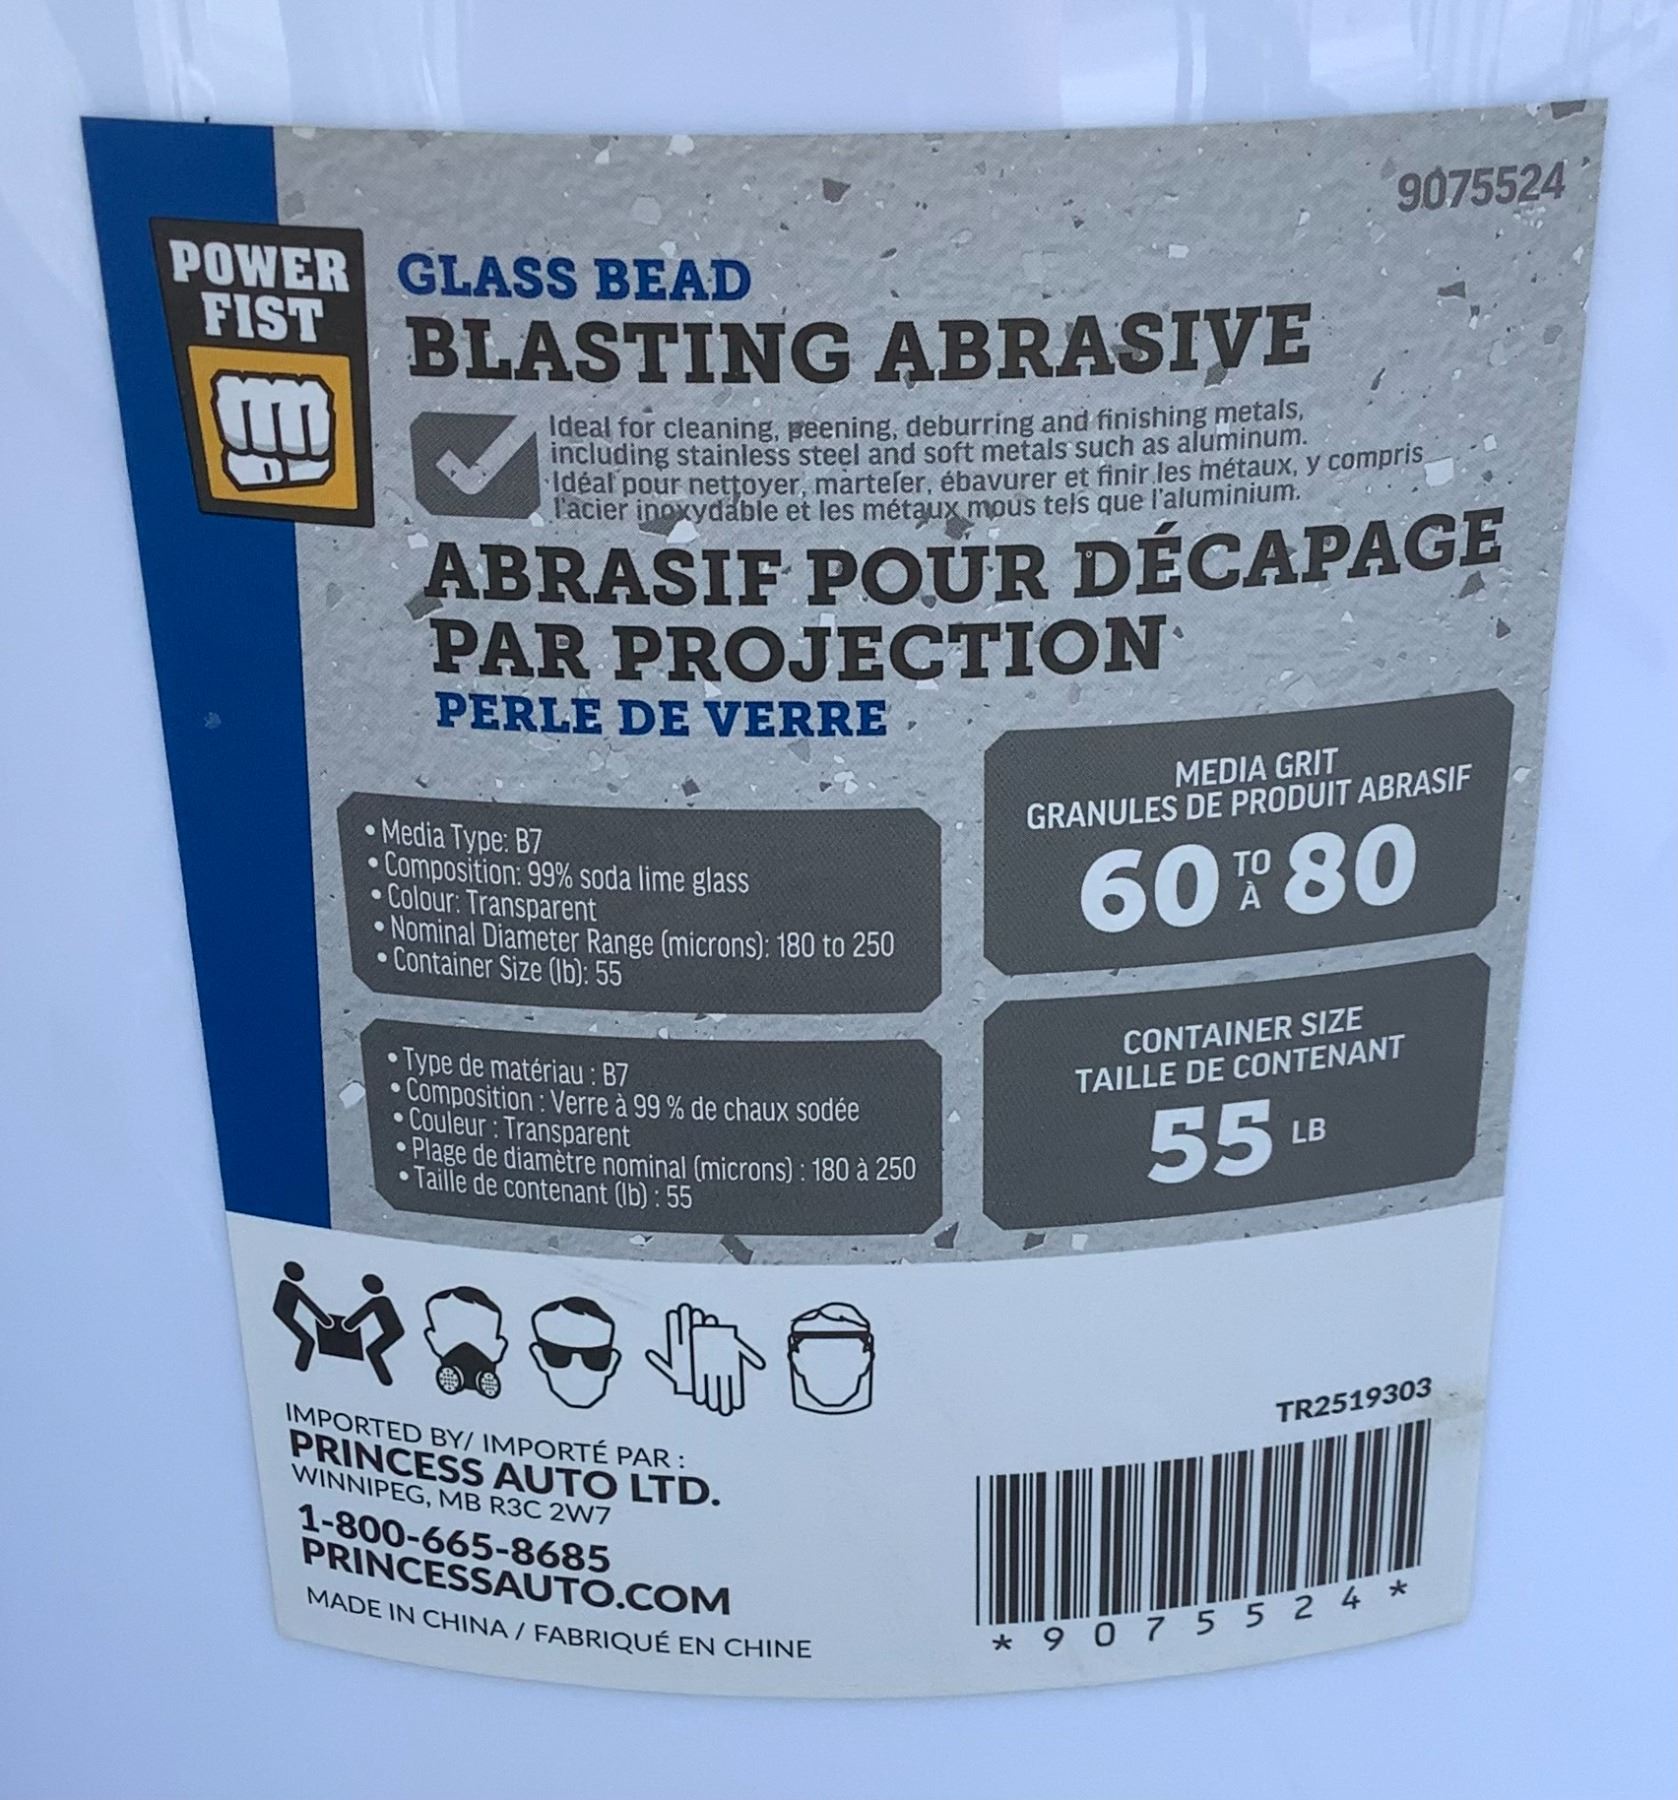 9075524
POWER
FIST
GLASS BEAD
BLASTING ABRASIVE
Ideal for cleaning, peening, deburring and finishing metals,
including stainless steel and soft metals such as aluminum.
Idéal pour nettoyer, marteler, ébavurer et finir les métaux, y compris
l'acier inoxydable et les métaux mous tels que l'aluminium.
ABRASIF POUR DÉCAPAGE
PAR PROJECTION
PERLE DE VERRE
• Media Type: B7
• Composition: 99% soda lime glass
• Colour: Transparent
• Nominal Diameter Range (microns): 180 to 250
• Container Size (lb): 55
MEDIA GRIT
GRANULES DE PRODUIT ABRASIF
60 TO À 80
• Type de matériau : B7
• Composition : Verre à 99 % de chaux sodée
• Couleur : Transparent
• Plage de diamètre nominal (microns) : 180 à 250
• Taille de contenant (lb) : 55
CONTAINER SIZE
TAILLE DE CONTENANT
55 LB
IMPORTED BY/ IMPORTÉ PAR :
PRINCESS AUTO LTD.
WINNIPEG, MB R3C 2W7
1-800-665-8685
PRINCESSAUTO.COM
MADE IN CHINA / FABRIQUÉ EN CHINE
TR2519303
* 9 0 7 5 5 2 4 *